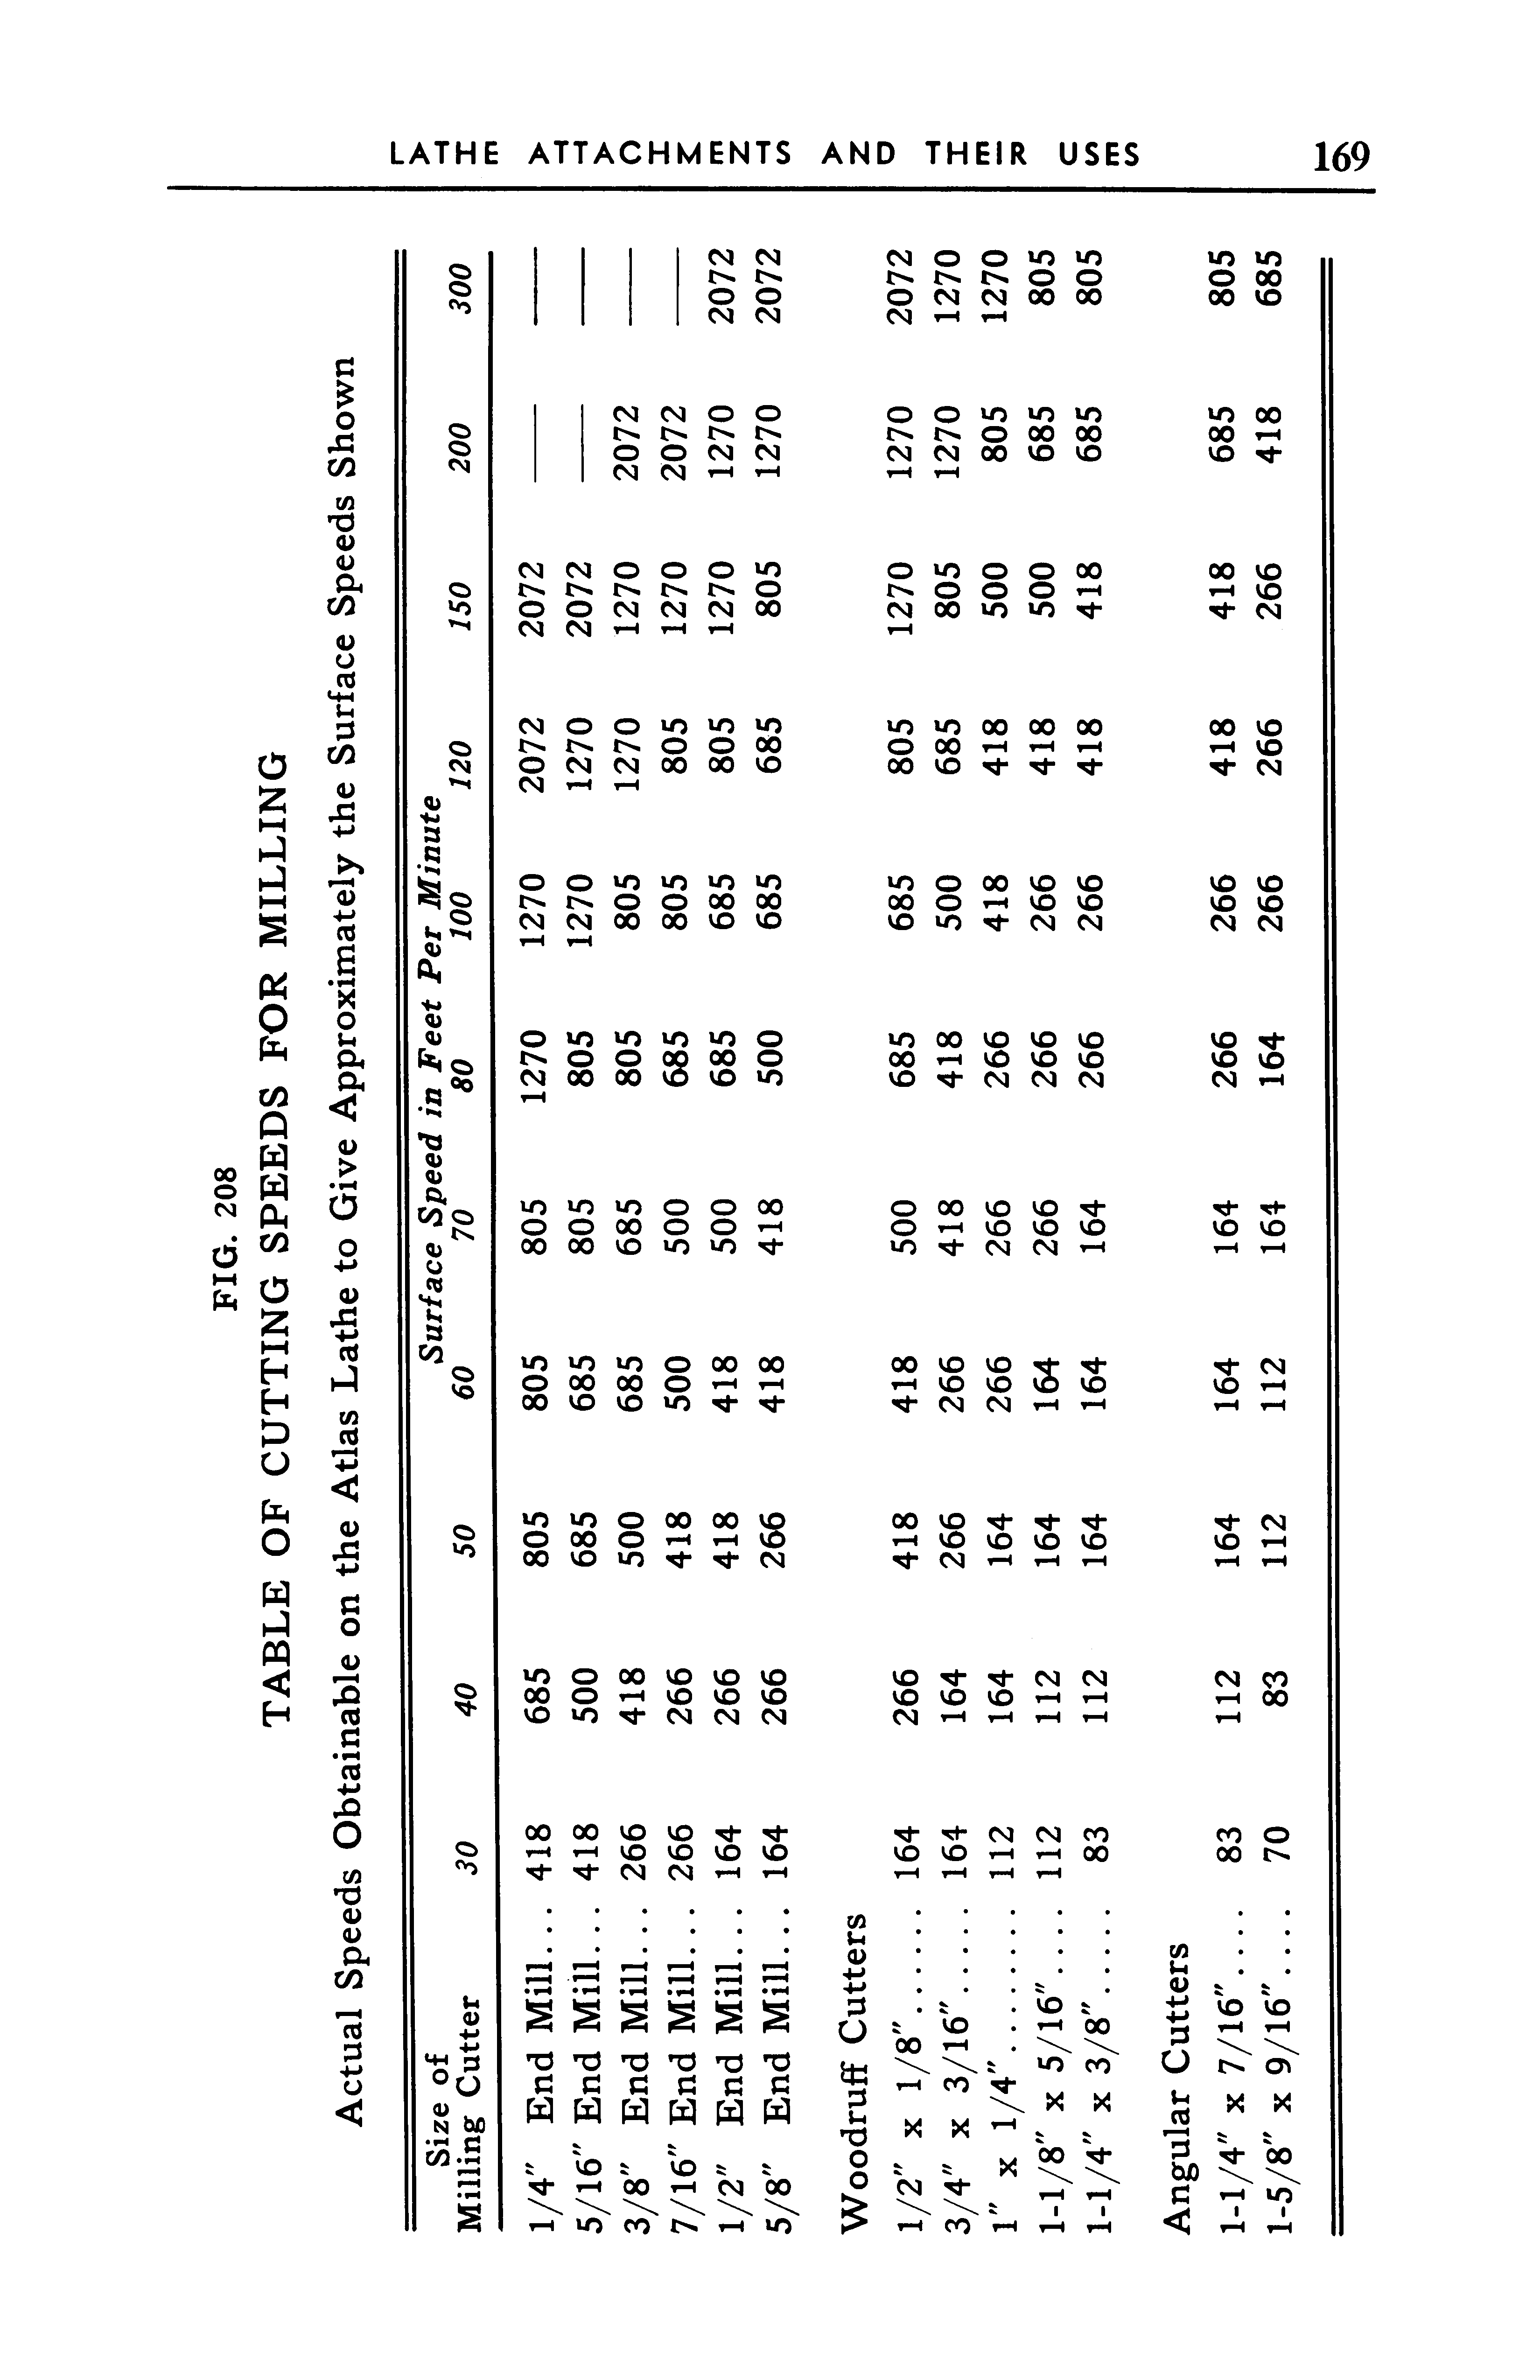 LATHE ATTACHMENTS AND THEIR USES 169
FIG. 208
TABLE OF CUTTING SPEEDS FOR MILLING
Actual Speeds Obtainable on the Atlas Lathe to Give Approximately the Surface Speeds Shown
Size of Surface Speed in Feet Per Minute
Milling Cutter 30 40 50 60 70 80 100 120 150 200 300
1/4″ End Mill... 418 685 805 805 805 1270 1270 2072 2072 — —
5/16″ End Mill... 418 500 685 685 805 805 1270 1270 2072 — —
3/8″ End Mill... 266 418 500 685 685 805 805 1270 1270 2072 —
7/16″ End Mill... 266 266 418 500 500 685 805 805 1270 2072 —
1/2″ End Mill... 164 266 418 418 500 685 685 805 1270 1270 2072
5/8″ End Mill... 164 266 266 418 418 500 685 685 805 1270 2072
Woodruff Cutters
1/2″ x 1/8″...... 164 266 418 418 500 685 685 805 1270 1270 2072
3/4″ x 3/16″..... 164 164 266 266 418 418 500 685 805 1270 1270
1″ x 1/4″........ 112 164 164 266 266 266 418 418 500 805 1270
1-1/8″ x 5/16″.... 112 112 164 164 266 266 266 418 500 685 805
1-1/4″ x 3/8″..... 83 112 164 164 164 266 266 418 418 685 805
Angular Cutters
1-1/4″ x 7/16″.... 83 112 164 164 164 266 266 418 418 685 805
1-5/8″ x 9/16″.... 70 83 112 112 164 164 266 266 266 418 685